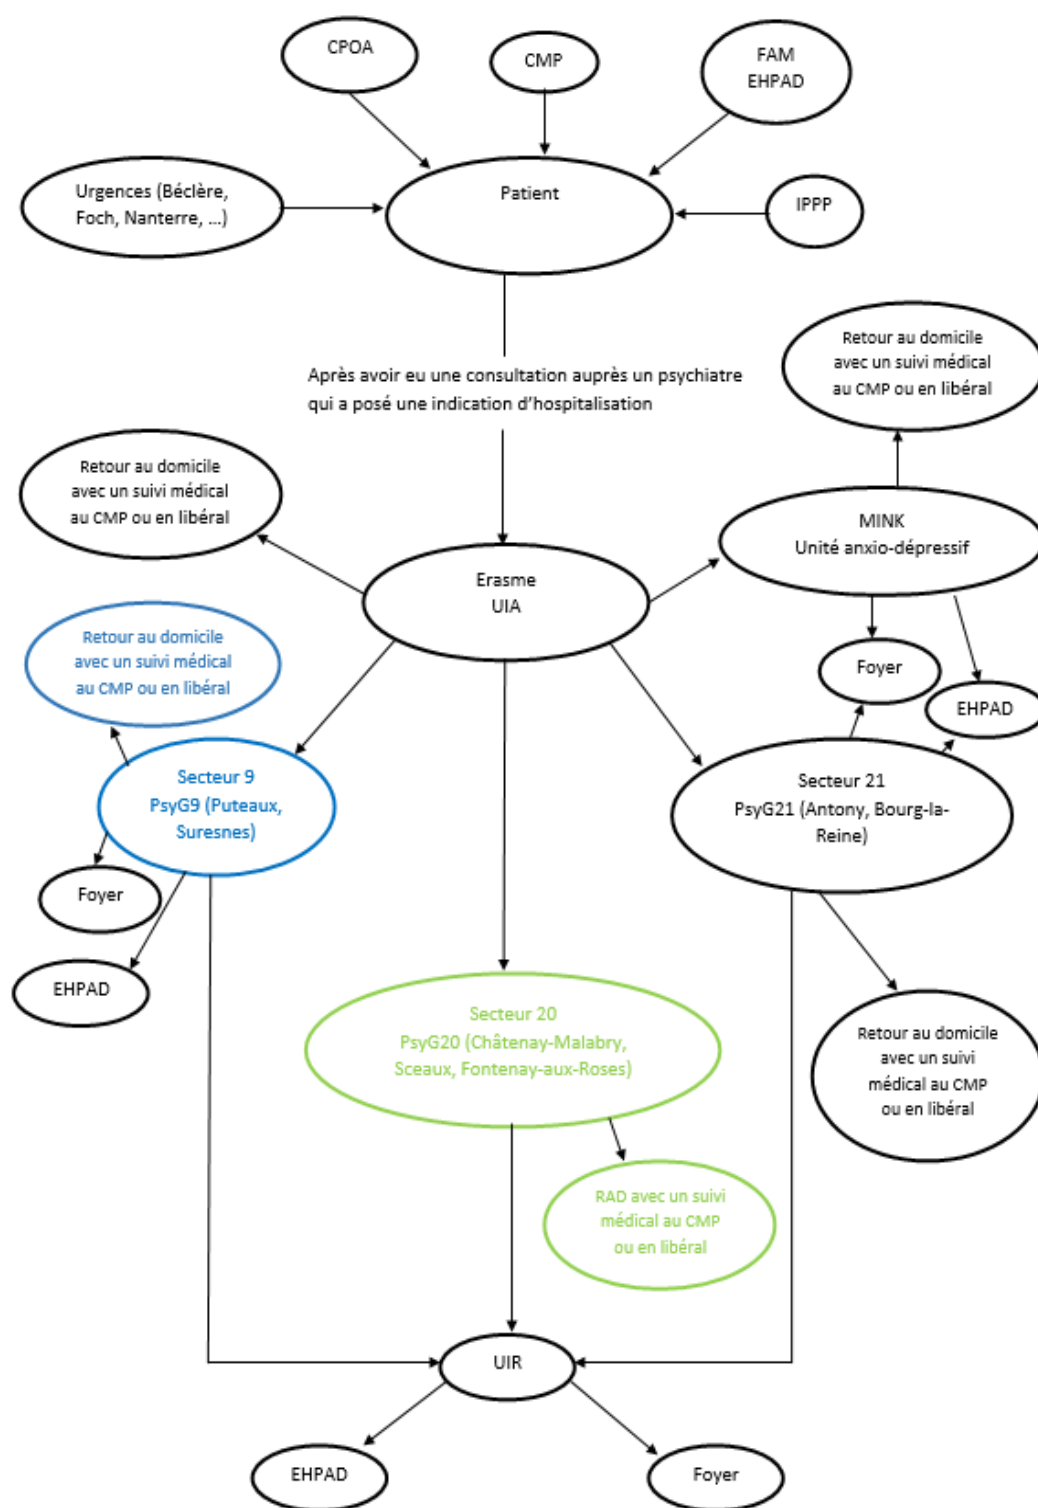 CPOA
CMP
FAM
EHPAD
Urgences (Béclère,
Foch, Nanterre, ...)
Patient
IPPP
Après avoir eu une consultation auprès un psychiatre
qui a posé une indication d'hospitalisation
Retour au domicile
avec un suivi médical
au CMP ou en libéral
Retour au domicile
avec un suivi médical
au CMP ou en libéral
MINK
Unité anxio-dépressif
Erasme
UIA
Retour au domicile
avec un suivi médical
au CMP ou en libéral
Foyer
EHPAD
Secteur 9
PsyG9 (Puteaux,
Suresnes)
Secteur 21
PsyG21 (Antony, Bourg-la-
Reine)
Foyer
EHPAD
Secteur 20
PsyG20 (Châtenay-Malabry,
Sceaux, Fontenay-aux-Roses)
Retour au domicile
avec un suivi
médical au CMP
ou en libéral
RAD avec un suivi
médical au CMP
ou en libéral
UIR
EHPAD
Foyer